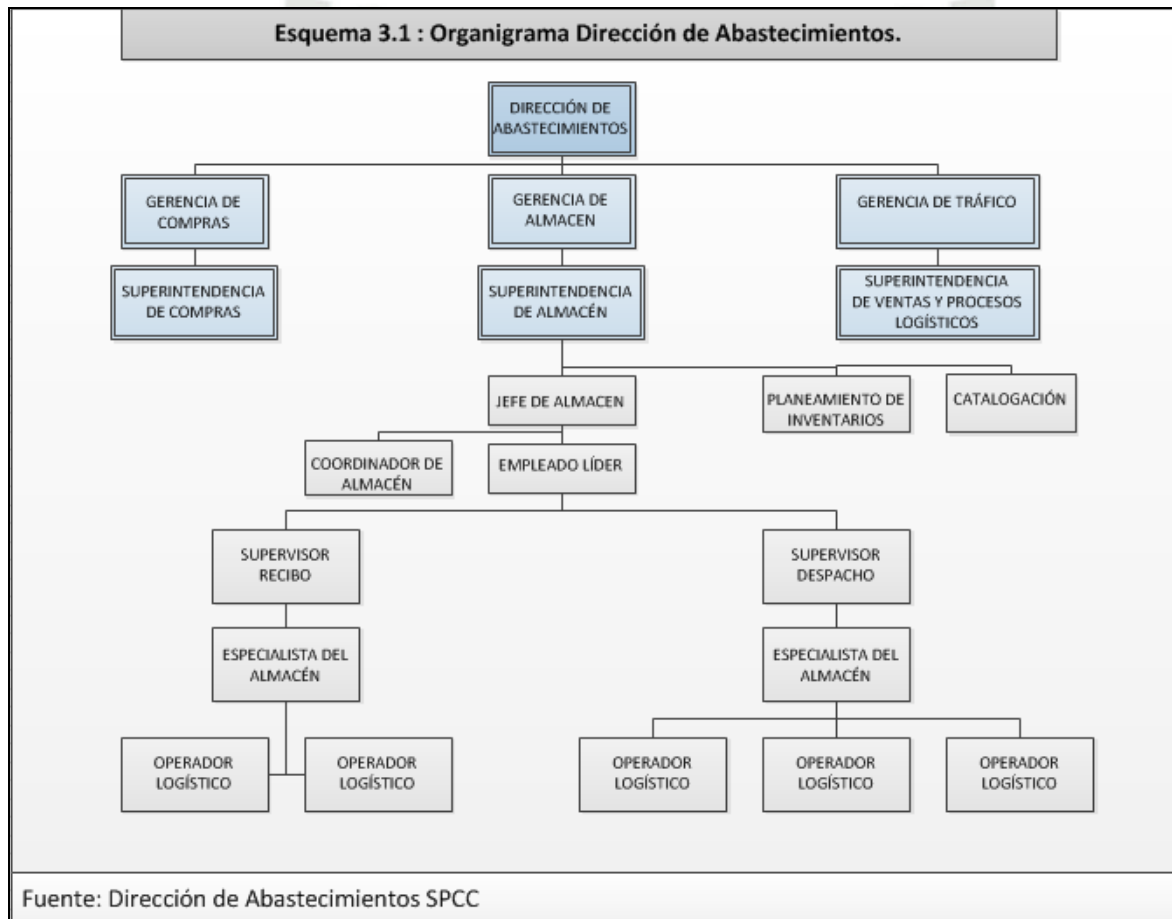 Esquema 3.1 : Organigrama Dirección de Abastecimientos.
DIRECCIÓN DE
ABASTECIMIENTOS
GERENCIA DE
COMPRAS
GERENCIA DE
ALMACEN
GERENCIA DE TRÁFICO
SUPERINTENDENCIA
DE COMPRAS
SUPERINTENDENCIA
DE ALMACÉN
SUPERINTENDENCIA
DE VENTAS Y PROCESOS
LOGÍSTICOS
JEFE DE ALMACEN
PLANEAMIENTO DE
INVENTARIOS
CATALOGACIÓN
COORDINADOR DE
ALMACÉN
EMPLEADO LÍDER
SUPERVISOR
RECIBO
SUPERVISOR
DESPACHO
ESPECIALISTA DEL
ALMACÉN
ESPECIALISTA DEL
ALMACÉN
OPERADOR
LOGÍSTICO
OPERADOR
LOGÍSTICO
OPERADOR
LOGÍSTICO
OPERADOR
LOGÍSTICO
OPERADOR
LOGÍSTICO
Fuente: Dirección de Abastecimientos SPCC